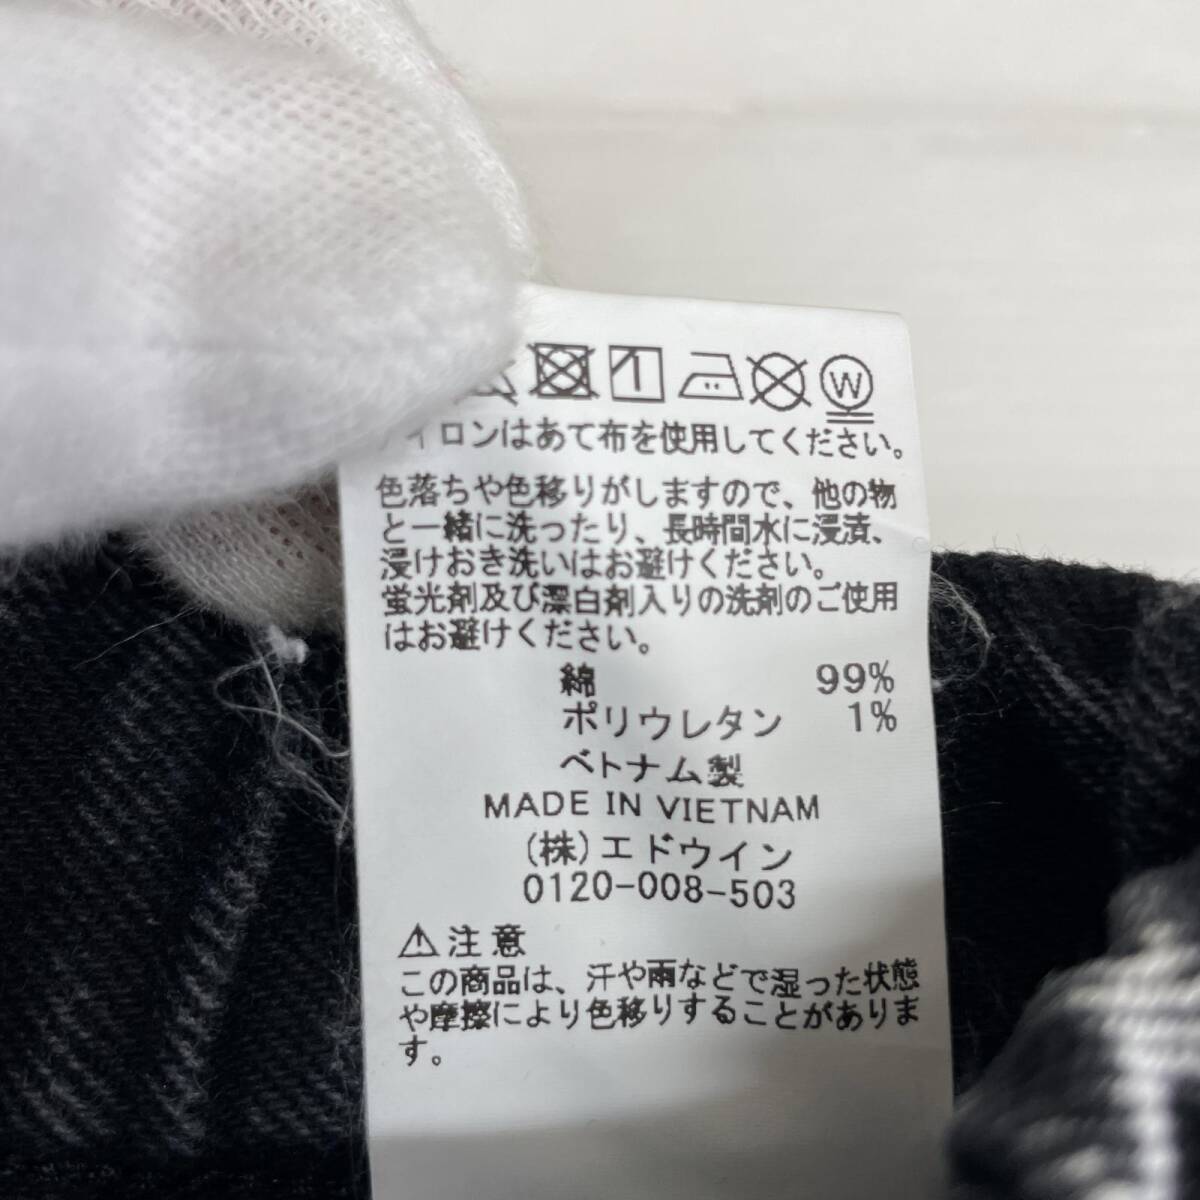 W
イロンはあて布を使用してください。
色落ちや色移りがしますので、他の物
と一緒に洗ったり、長時間水に浸漬、
浸けおき洗いはお避けください。
蛍光剤及び漂白剤入りの洗剤のご使用
はお避けください。
綿 99%
ポリウレタン 1%
ベトナム製
MADE IN VIETNAM
(株)エドウイン
0120-008-503
⚠注意
この商品は、汗や雨などで湿った状態
や摩擦により色移りすることがありま
す。